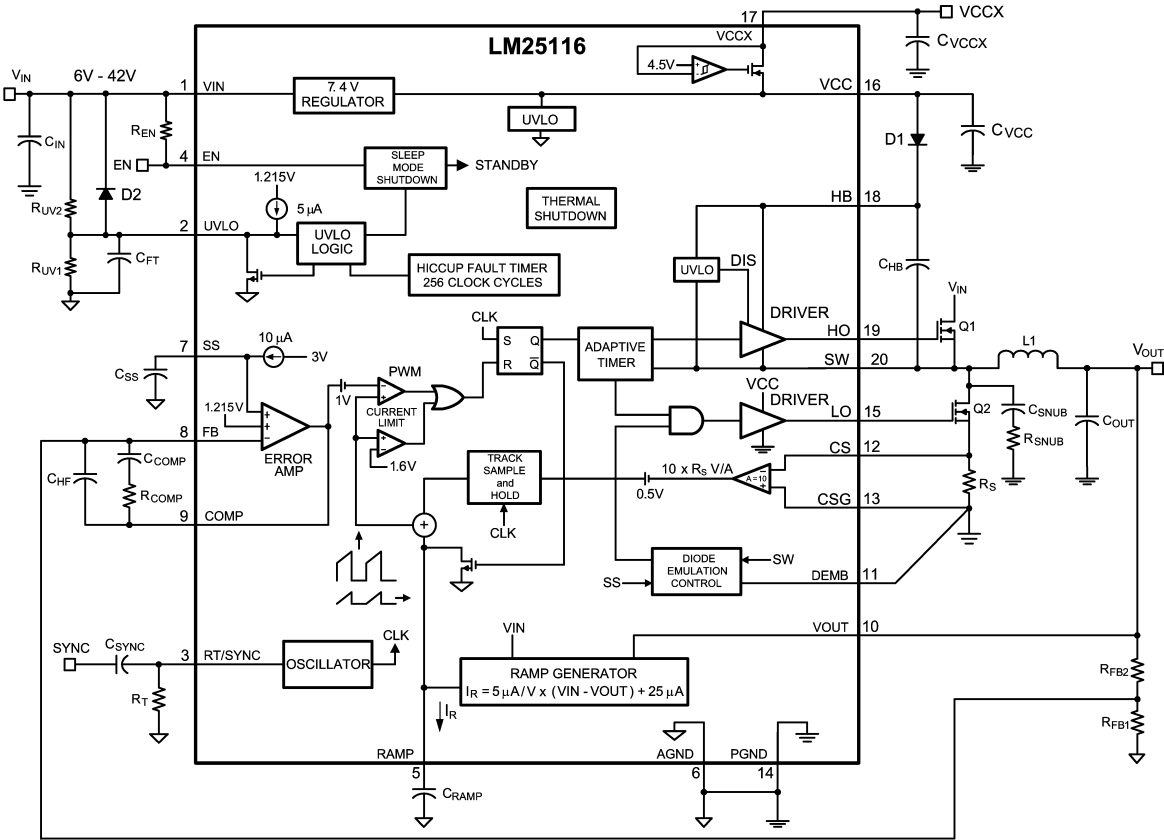 17
VCCX
VCCX
LM25116
CVCCX
4.5V
+
-
VIN
6V - 42V
1
VIN
7.4 V
REGULATOR
VCC
16
UVLO
CIN
REN
D1
CVCC
EN
4
EN
SLEEP
MODE
SHUTDOWN
STANDBY
1.215V
5 µA
THERMAL
SHUTDOWN
HB
18
D2
RUV2
2
UVLO
UVLO
LOGIC
RUV1
CFT
HICCUP FAULT TIMER
256 CLOCK CYCLES
UVLO
DIS
CHB
VIN
CLK
DRIVER
HO
19
Q1
7
SS
10 µA
3V
S
Q
R
Q
ADAPTIVE
TIMER
SW
20
L1
VOUT
CSS
PWM
VCC
DRIVER
LO
15
Q2
CSNUB
RSNUB
COUT
1V
CURRENT
LIMIT
-
+
+
-
1.215V
+
+
-
8
FB
ERROR
AMP
1.6V
CS
12
CHF
CCOMP
RCOMP
TRACK
SAMPLE
and
HOLD
10 x RS V/A
0.5V
A = 10
-
+
RS
CSG
13
9
COMP
+
CLK
DIODE
EMULATION
CONTROL
SW
SS
DEMB
11
VOUT
10
VIN
SYNC
CSYNC
3
RT/SYNC
OSCILLATOR
CLK
RT
RAMP GENERATOR
IR = 5 µA/V x (VIN - VOUT) + 25 µA
RFB2
RFB1
IR
RAMP
5
AGND
6
PGND
14
CRAMP